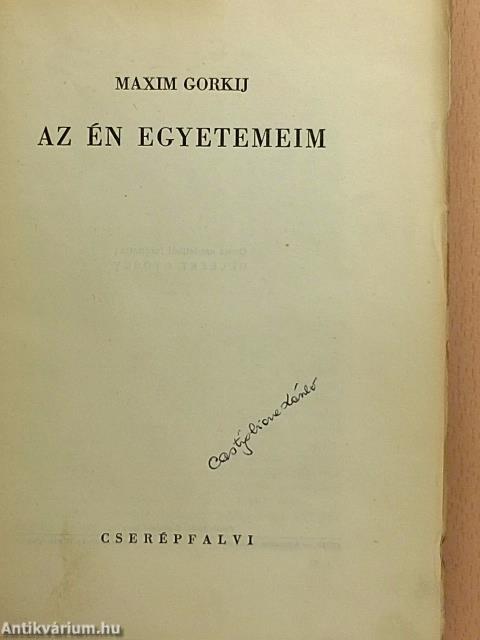 MAXIM GORKIJ
AZ ÉN EGYETEMEIM
Castiglione László
CSERÉPFALVI
Antikvárium.hu